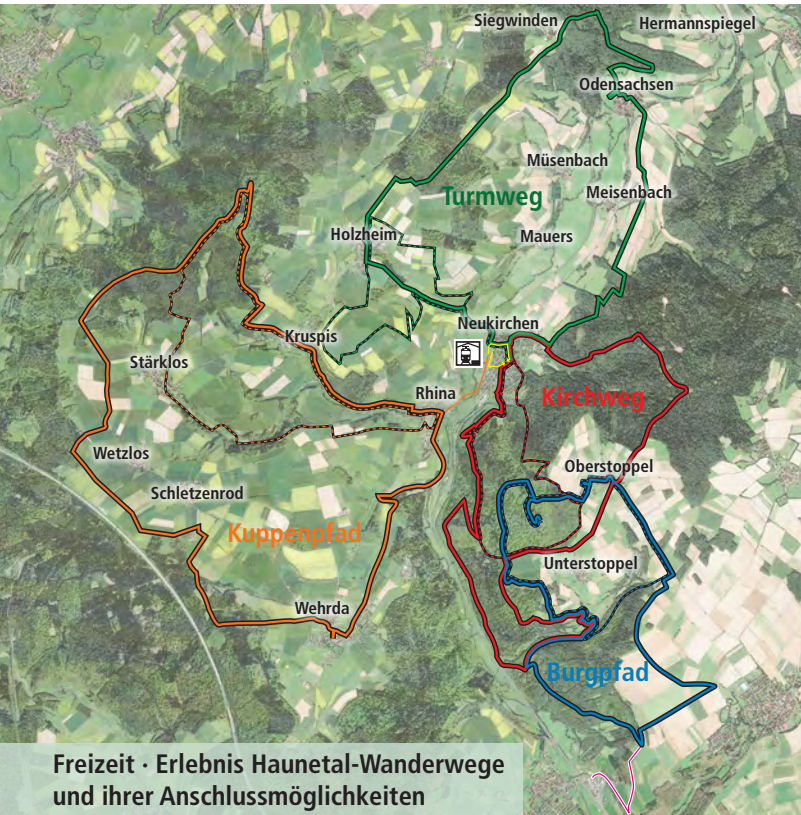 Siegwinden
Hermannspiegel
Odensachsen
Müsenbach
Meisenbach
Turmweg
Holzheim
Mauers
Neukirchen
Kruspis
Stärklos
Rhina
Kirchweg
Wetzlos
Oberstoppel
Schletzenrod
Kuppenpfad
Unterstoppel
Wehrda
Burgpfad
Freizeit · Erlebnis Haunetal-Wanderwege
und ihrer Anschlussmöglichkeiten